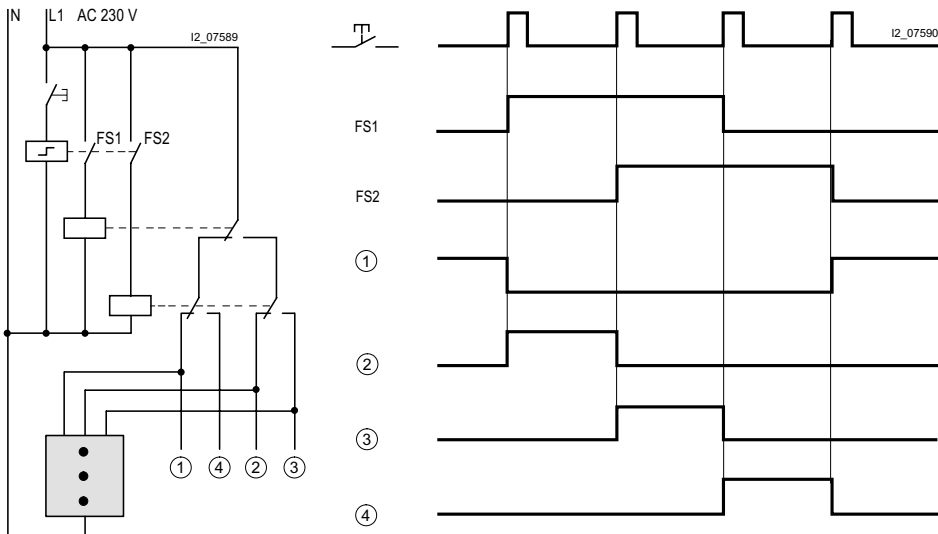 N L1 AC 230 V
I2_07589
FS1 FS2
① ④ ② ③
I2_07590
FS1
FS2
①
②
③
④